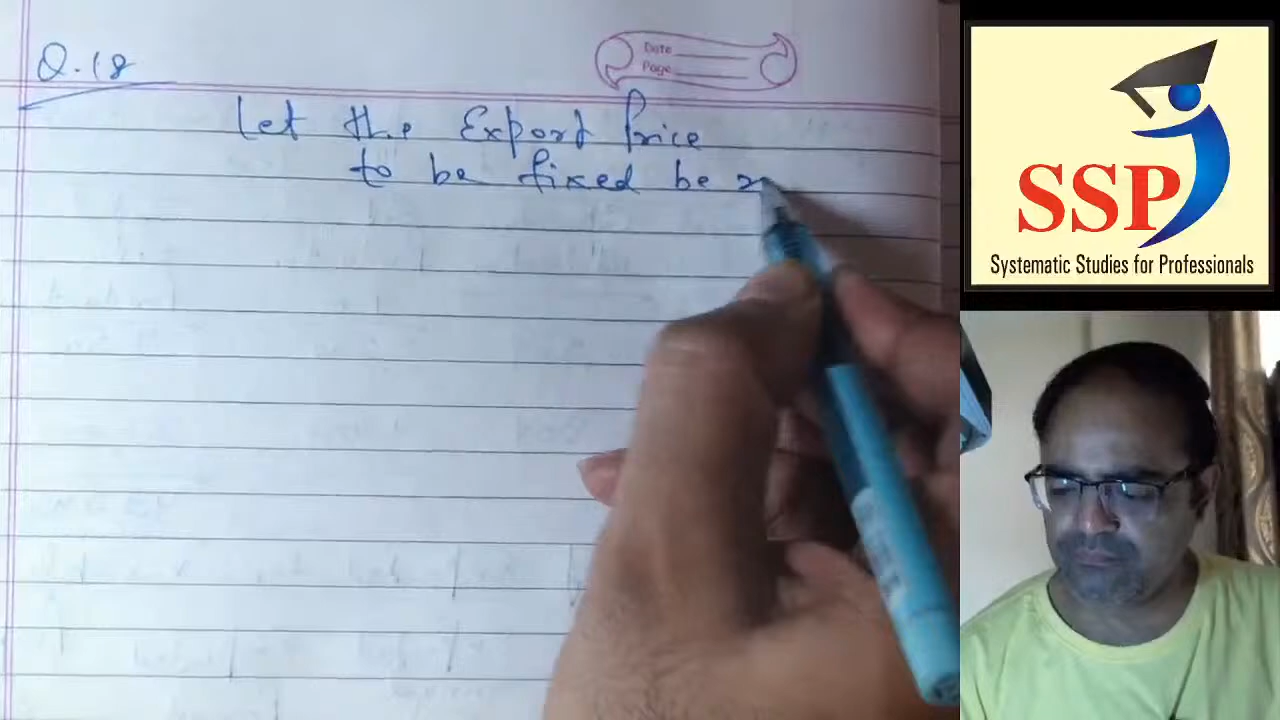 Q.18
Date
Page
Let the Export Price
to be fixed be x
SSP
Systematic Studies for Professionals